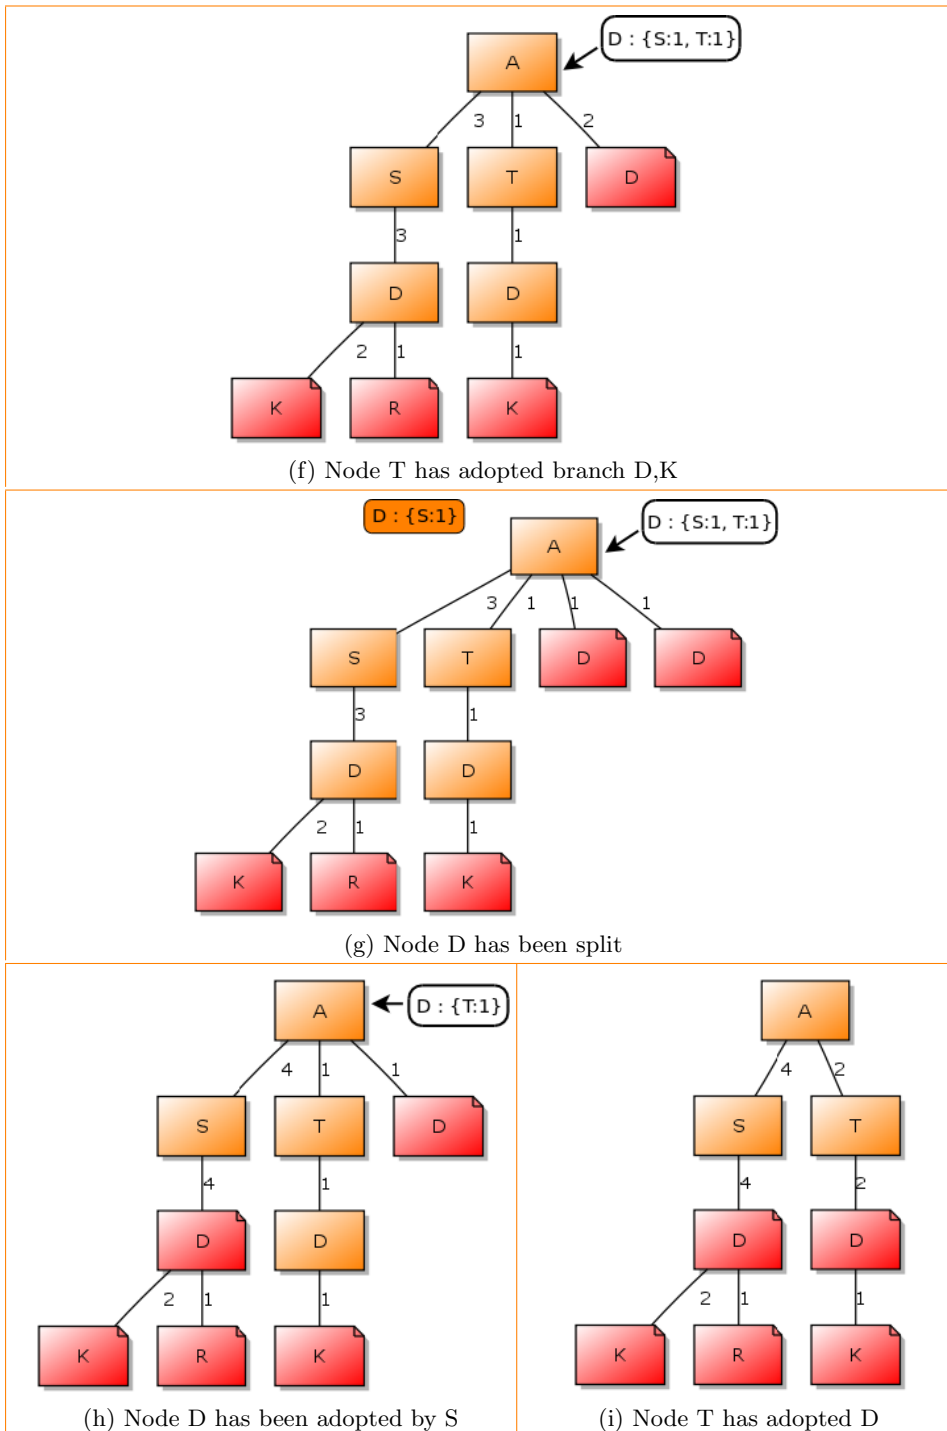 D : {S:1, T:1}
A
3 1 2
S T D
3 1
D D
2 1 1
K R K
(f) Node T has adopted branch D,K
D : {S:1}
D : {S:1, T:1}
A
3 1 1 1
S T D D
3 1
D D
2 1 1
K R K
(g) Node D has been split
A
D : {T:1}
4 1 1
S T D
4 1
D D
2 1 1
K R K
(h) Node D has been adopted by S
A
4 2
S T
4 2
D D
2 1 1
K R K
(i) Node T has adopted D